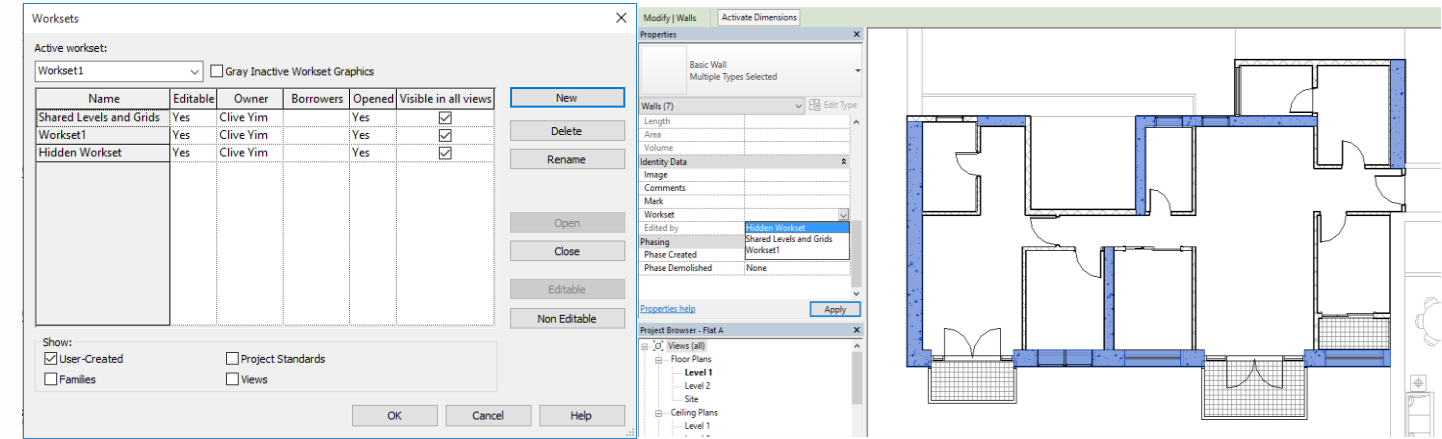 Worksets
Active workset:
Workset1
Gray Inactive Workset Graphics
Name Editable Owner Borrowers Opened Visible in all views
Shared Levels and Grids Yes Clive Yim Yes
Workset1 Yes Clive Yim Yes
Hidden Workset Yes Clive Yim Yes
New
Delete
Rename
Open
Close
Editable
Non Editable
Show:
User-Created Project Standards
Families Views
OK Cancel Help
Modify | Walls Activate Dimensions
Properties
Basic Wall
Multiple Types Selected
Walls (7) Edit Type
Length
Area
Volume
Identity Data
Image
Comments
Mark
Workset
Edited by
Hidden Workset
Shared Levels and Grids
Workset1
Phasing
Phase Created
Phase Demolished None
Properties help Apply
Project Browser - Flat A
Views (all)
Floor Plans
Level 1
Level 2
Site
Ceiling Plans
Level 1